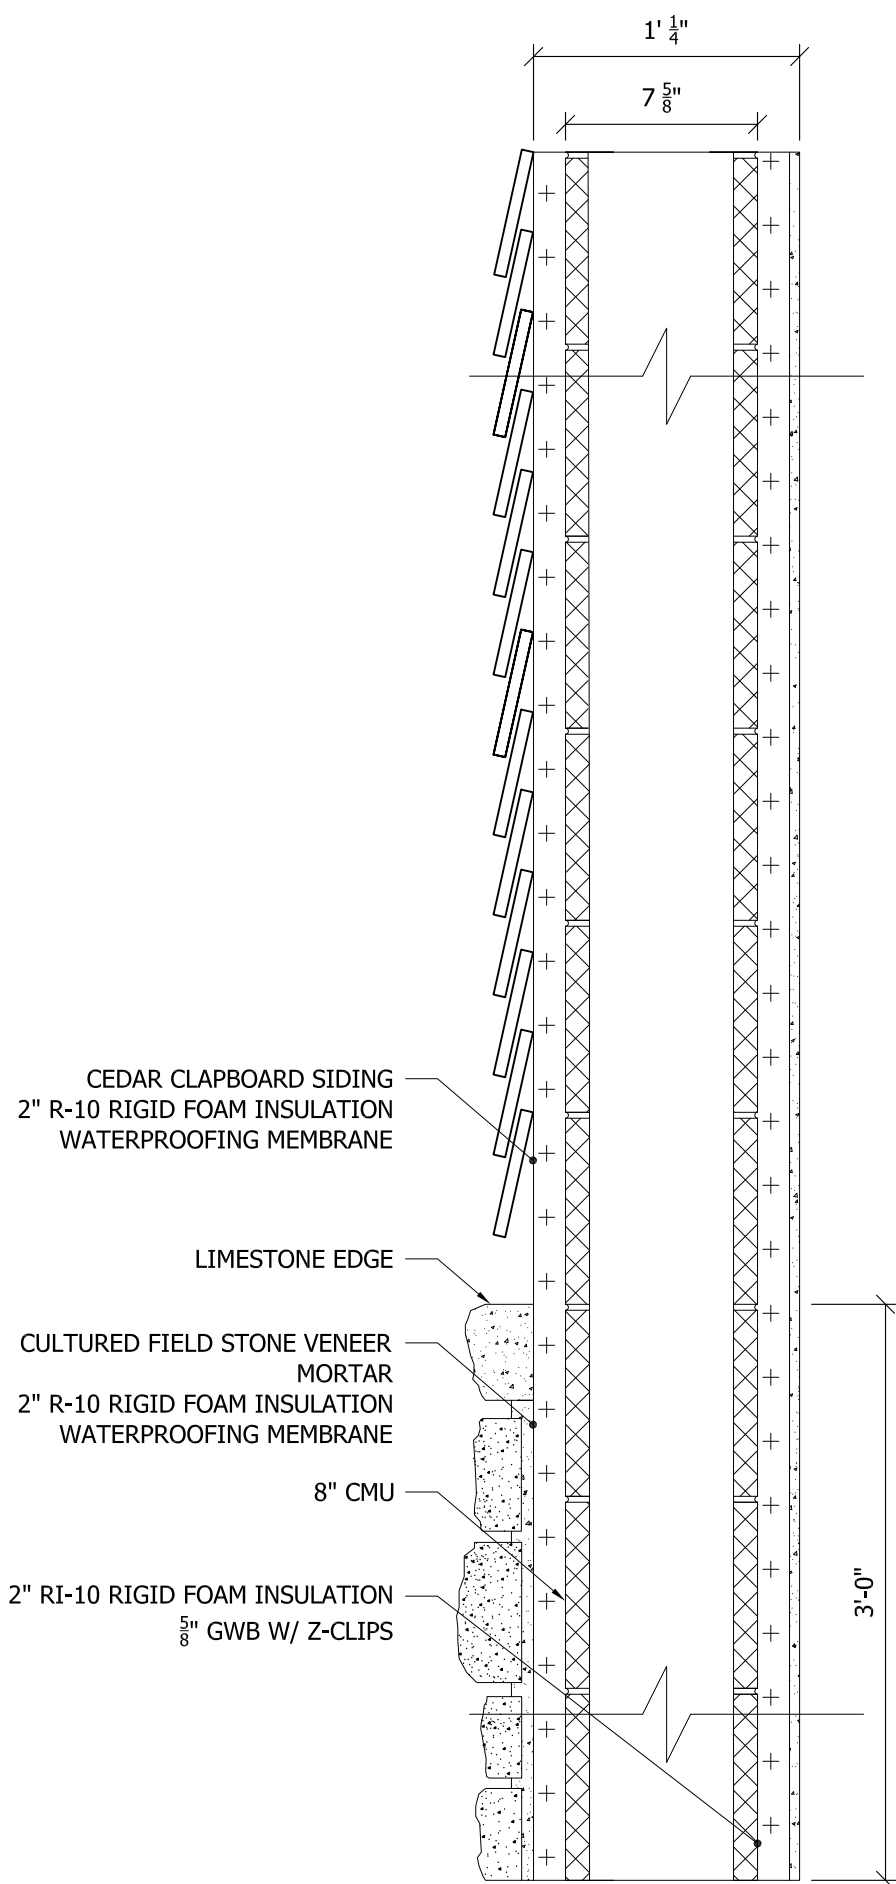 1' 1/4"
7 5/8"
CEDAR CLAPBOARD SIDING
2" R-10 RIGID FOAM INSULATION
WATERPROOFING MEMBRANE
LIMESTONE EDGE
CULTURED FIELD STONE VENEER
MORTAR
2" R-10 RIGID FOAM INSULATION
WATERPROOFING MEMBRANE
8" CMU
2" RI-10 RIGID FOAM INSULATION
5/8" GWB W/ Z-CLIPS
3'-0"